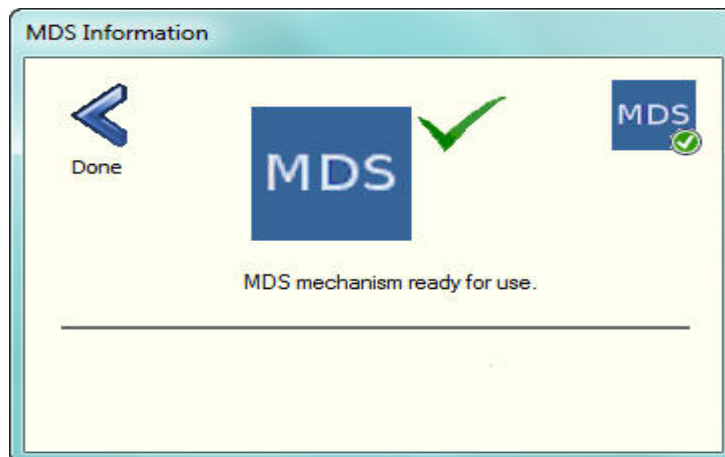 MDS Information
MDS
Done
MDS
MDS mechanism ready for use.